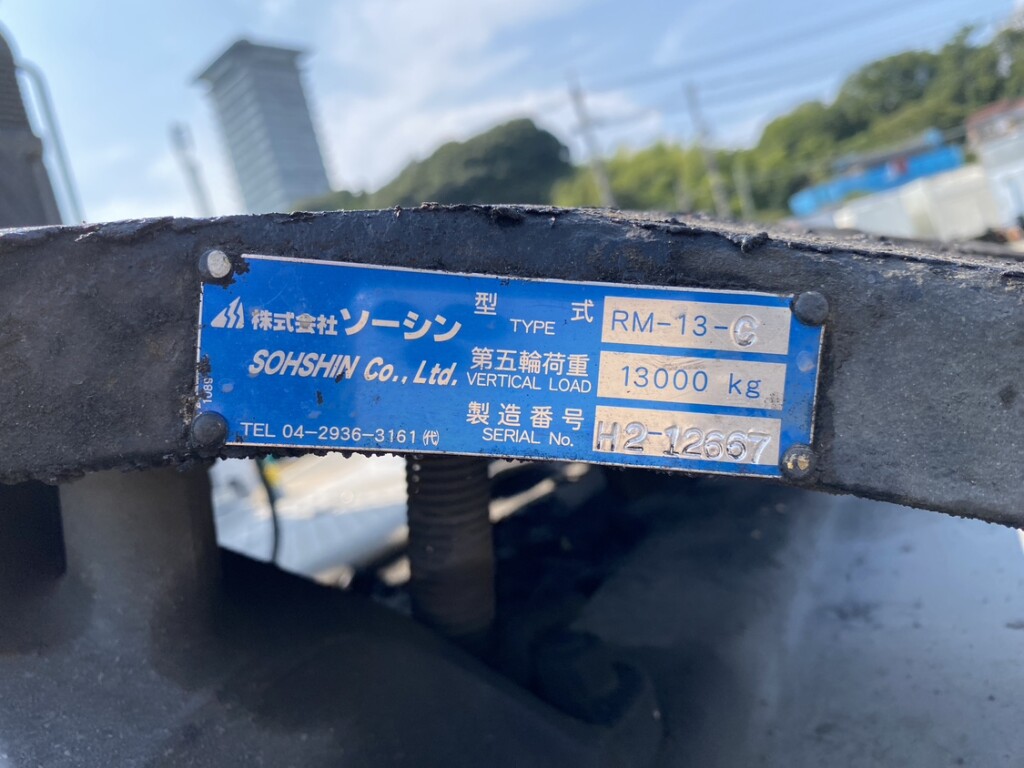 株式会社ソーシン
SOHSHIN Co., Ltd.
TEL 04-2936-3161 ㈹
型 式 RM-13-C
TYPE
第五輪荷重 13000 kg
VERTICAL LOAD
製造番号 H2-12667
SERIAL No.